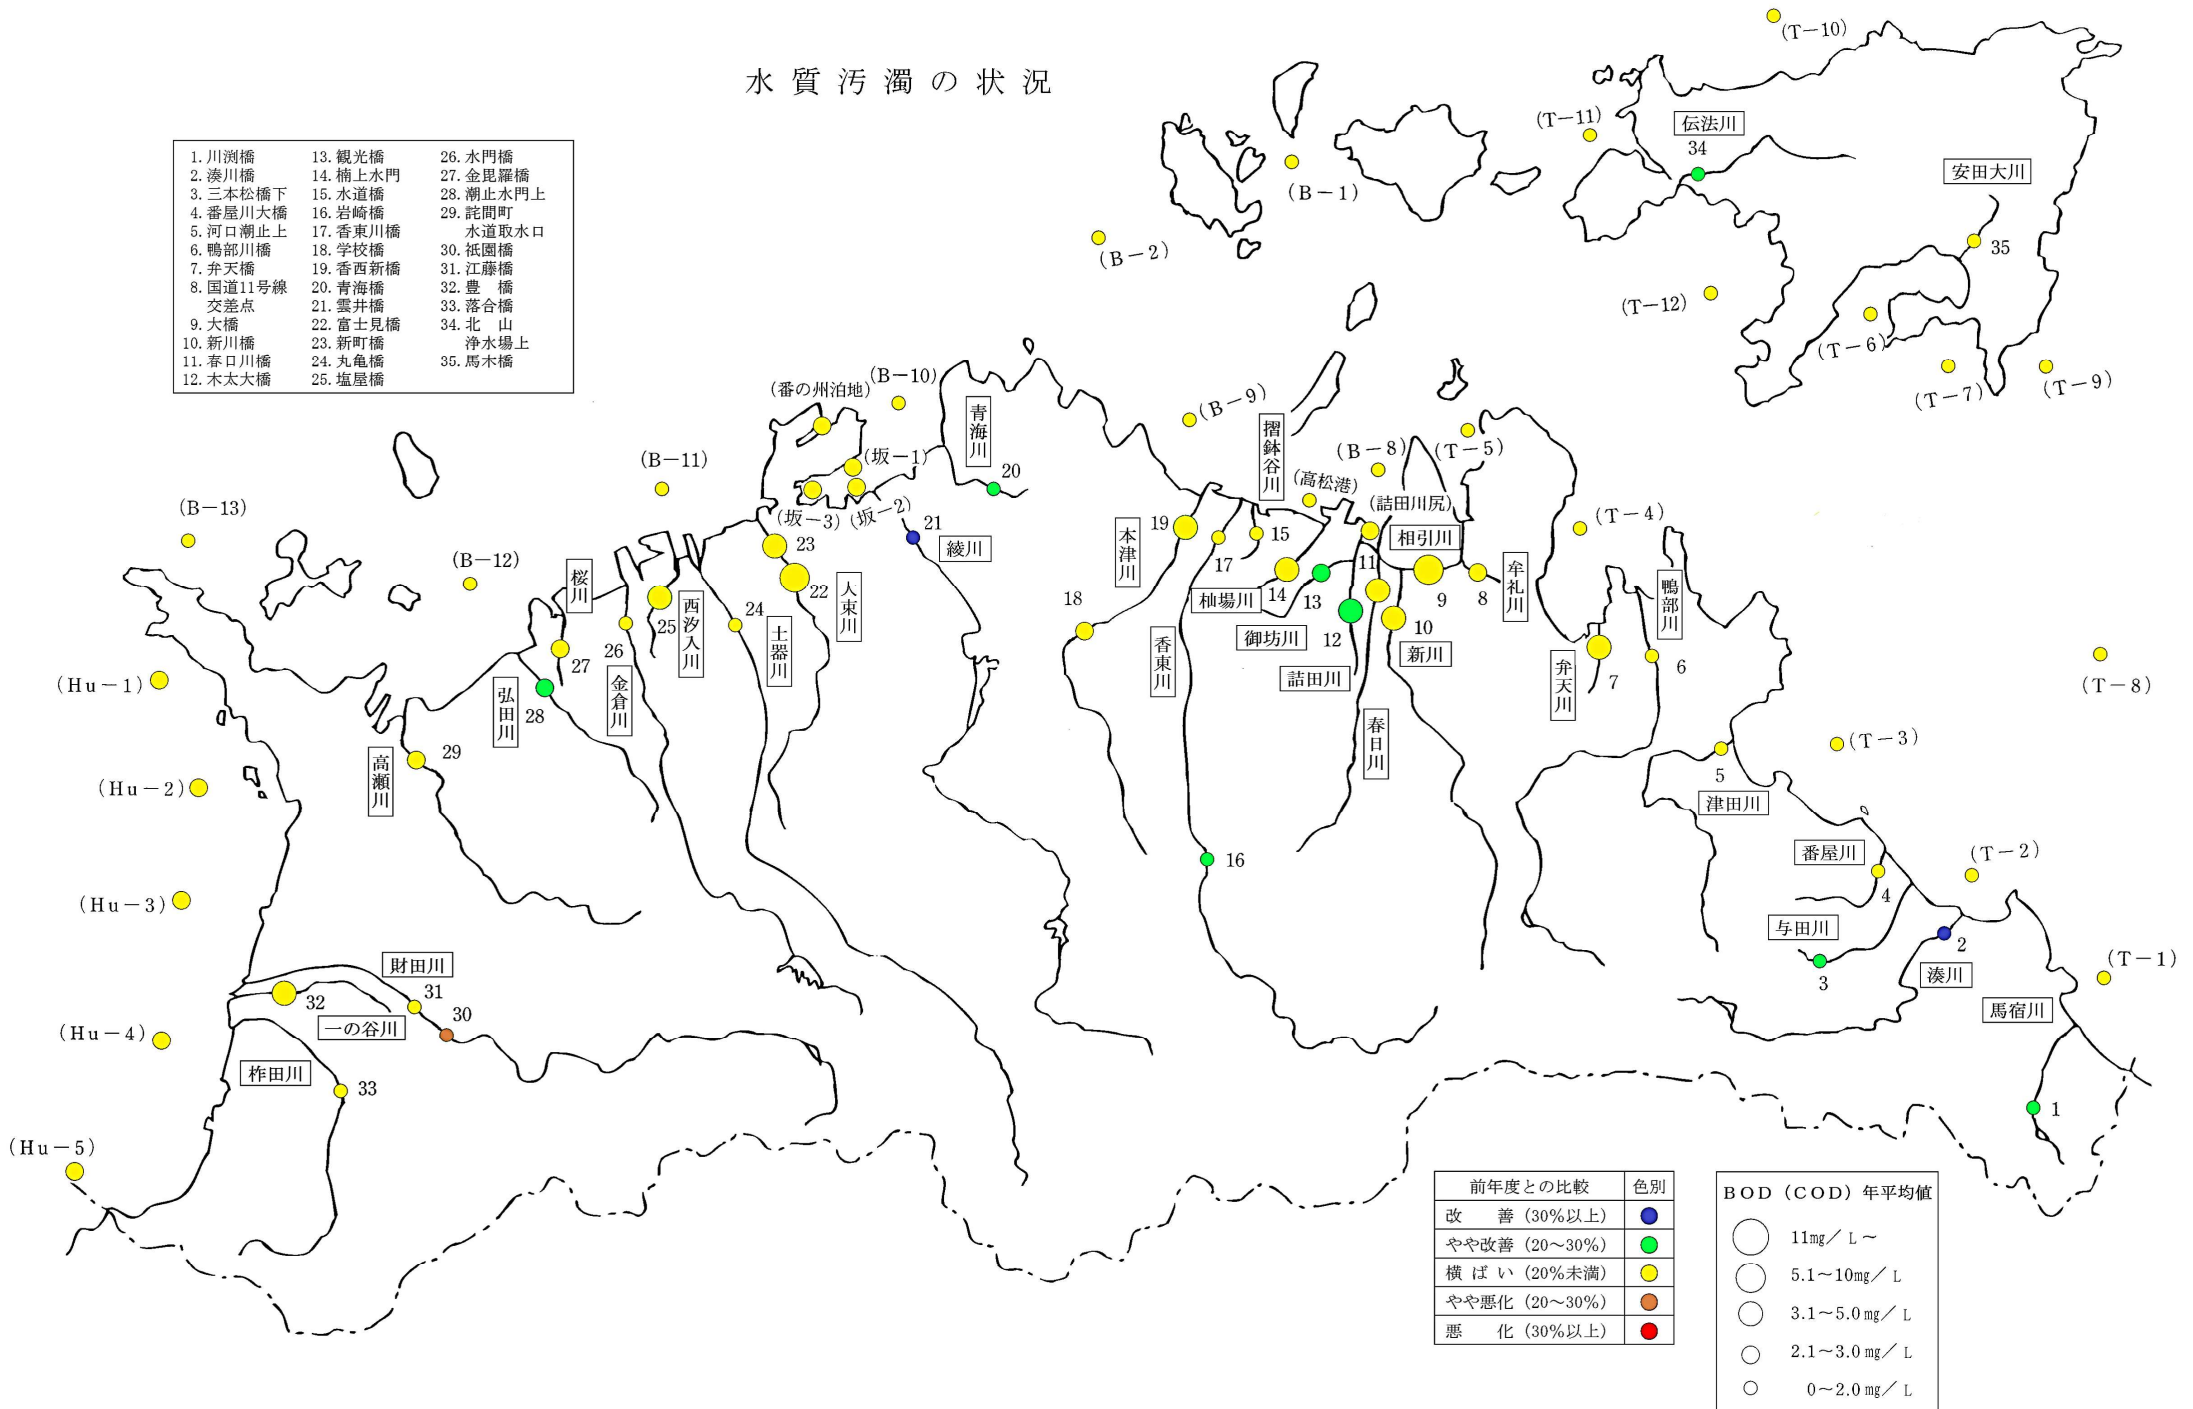 水質汚濁の状況
1.川渕橋
2.湊川橋
3.三本松橋下
4.番屋川大橋
5.河口潮止上
6.鴨部川橋
7.弁天橋
8.国道11号線
交差点
9.大橋
10.新川橋
11.春口川橋
12.木太大橋
13.観光橋
14.楠上水門
15.水道橋
16.岩崎橋
17.香東川橋
18.学校橋
19.香西新橋
20.青海橋
21.雲井橋
22.富士見橋
23.新町橋
24.丸亀橋
25.塩屋橋
26.水門橋
27.金毘羅橋
28.潮止水門上
29.詫間町
水道取水口
30.祇園橋
31.江藤橋
32.豊　橋
33.落合橋
34.北　山
浄水場上
35.馬木橋
(T-10)
(T-11)
伝法川
34
安田大川
35
(B-1)
(B-2)
(T-12)
(T-6)
(T-7)
(T-9)
(番の州泊地)
(B-10)
青海川
20
(B-9)
摺鉢谷川
(高松港)
(B-8)
(T-5)
(B-11)
(坂-1)
(坂-3)
(坂-2)
(詰田川尻)
(T-4)
(B-13)
(B-12)
21
綾川
19
本津川
17
15
相引川
牟礼川
11
桜川
23
22
人東川
西汐入川
25
24
土器川
26
金倉川
27
弘田川
28
18
香東川
杣場川
14
13
御坊川
12
詰田川
9
8
10
新川
春日川
鴨部川
弁天川
7
6
(Hu-1)
(T-8)
(Hu-2)
高瀬川
29
5
津田川
(T-3)
16
番屋川
4
(T-2)
(Hu-3)
与田川
3
2
湊川
(T-1)
財田川
31
30
32
一の谷川
馬宿川
(Hu-4)
柞田川
33
1
(Hu-5)
前年度との比較　色別
改　　善(30%以上)
やや改善(20〜30%)
横ばい(20%未満)
やや悪化(20〜30%)
悪　　化(30%以上)
BOD(COD)年平均値
11㎎/L〜
5.1〜10㎎/L
3.1〜5.0㎎/L
2.1〜3.0㎎/L
0〜2.0㎎/L